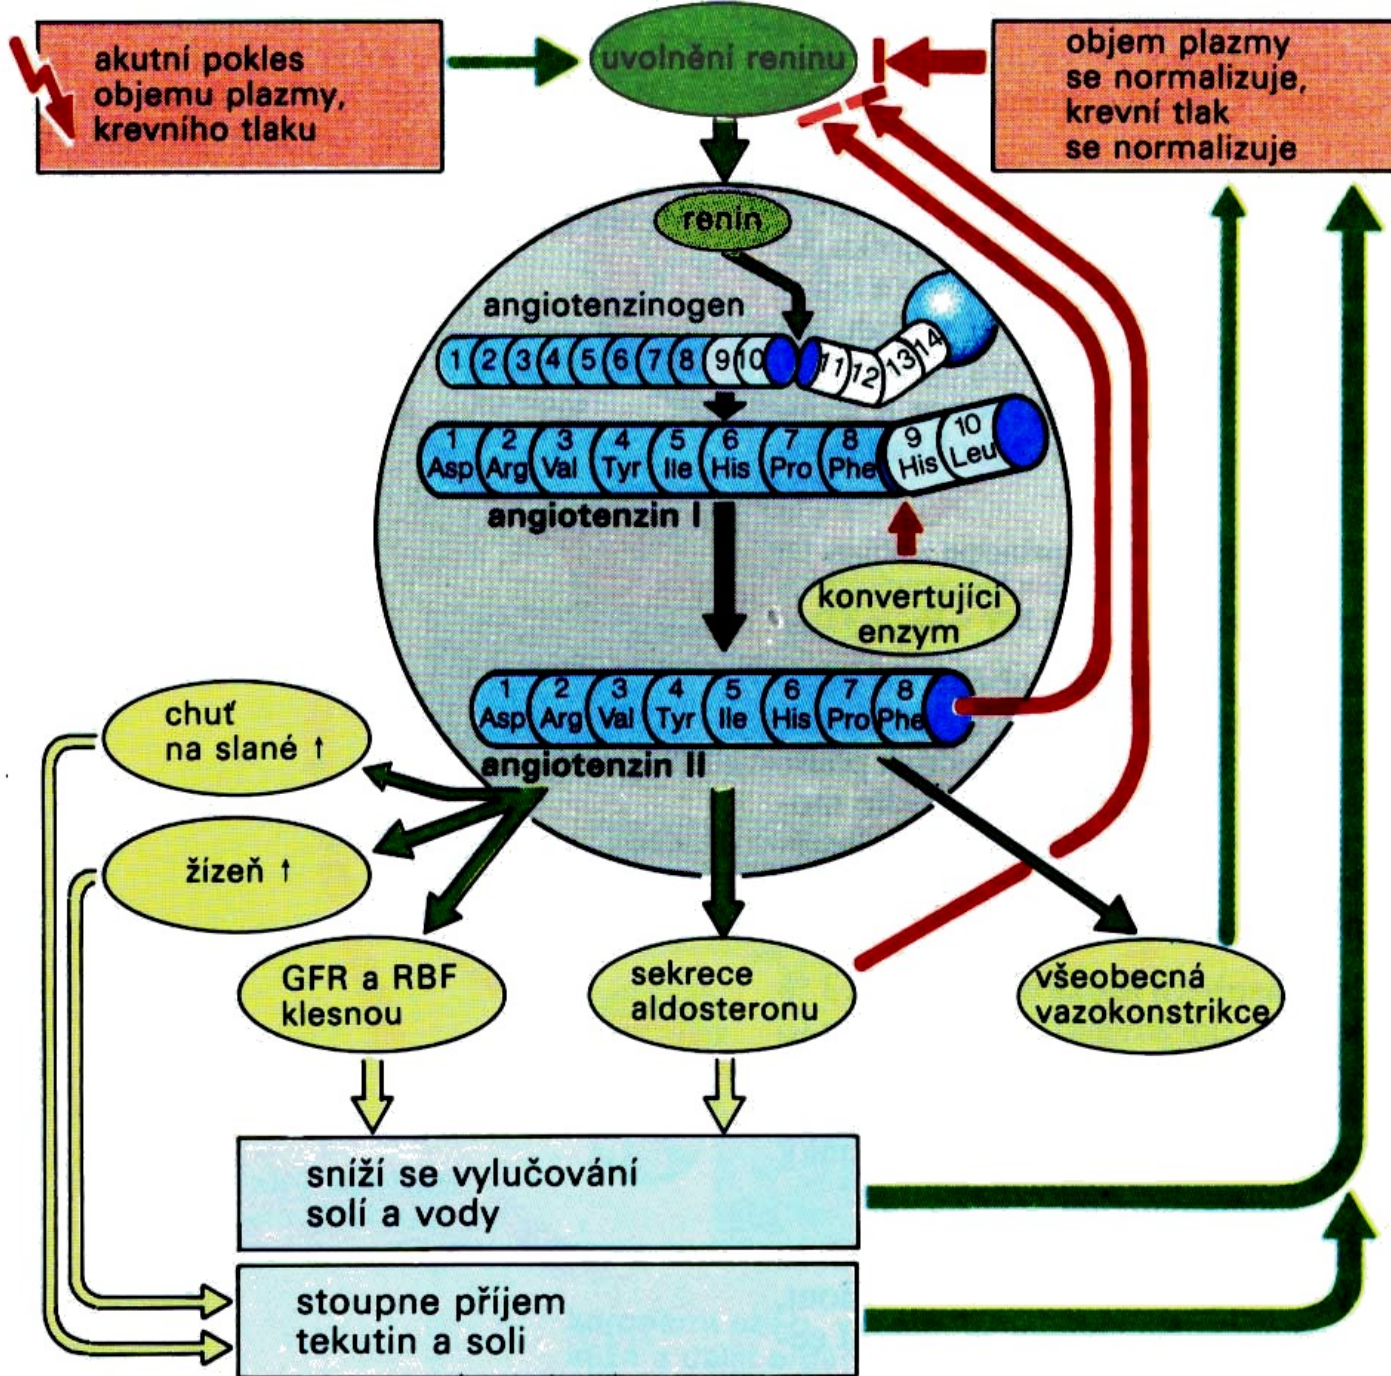 akutní pokles
objemu plazmy,
krevního tlaku
uvolnění reninu
objem plazmy
se normalizuje,
krevní tlak
se normalizuje
renin
angiotenzinogen
1 2 3 4 5 6 7 8 9 10 11 12 13 14
1 2 3 4 5 6 7 8 9 10
Asp Arg Val Tyr Ile His Pro Phe His Leu
angiotenzin I
konvertující
enzym
1 2 3 4 5 6 7 8
Asp Arg Val Tyr Ile His Pro Phe
angiotenzin II
chuť
na slané ↑
žízeň ↑
GFR a RBF
klesnou
sekrece
aldosteronu
všeobecná
vazokonstrikce
sníží se vylučování
solí a vody
stoupne příjem
tekutin a soli